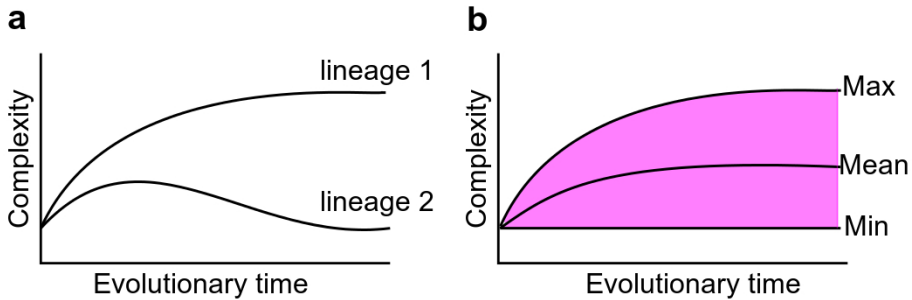 a
lineage 1
lineage 2
Complexity
Evolutionary time
b
Max
Mean
Min
Complexity
Evolutionary time